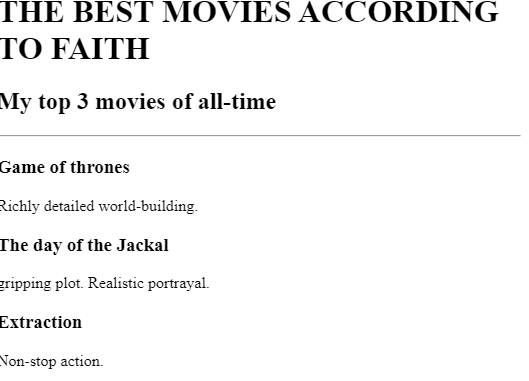 THE BEST MOVIES ACCORDING
TO FAITH
My top 3 movies of all-time
Game of thrones
Richly detailed world-building.
The day of the Jackal
gripping plot. Realistic portrayal.
Extraction
Non-stop action.